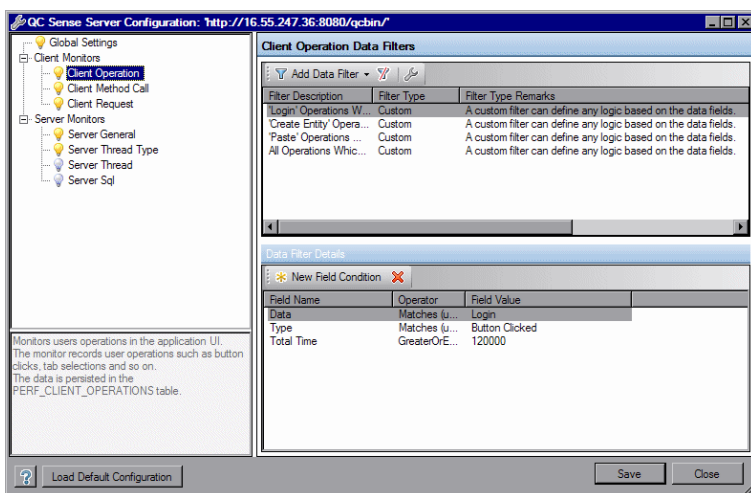 QC Sense Server Configuration: 'http://16.55.247.36:8080/qcbin/'
Global Settings
Client Monitors
Client Operation
Client Method Call
Client Request
Server Monitors
Server General
Server Thread Type
Server Thread
Server Sql
Monitors users operations in the application UI.
The monitor records user operations such as button
clicks, tab selections and so on.
The data is persisted in the
PERF_CLIENT_OPERATIONS table.
Client Operation Data Filters
Add Data Filter
Filter Description Filter Type Filter Type Remarks
'Login' Operations W... Custom A custom filter can define any logic based on the data fields.
'Create Entity' Opera... Custom A custom filter can define any logic based on the data fields.
'Paste' Operations ... Custom A custom filter can define any logic based on the data fields.
All Operations Whic... Custom A custom filter can define any logic based on the data fields.
Data Filter Details
New Field Condition
Field Name Operator Field Value
Data Matches (u... Login
Type Matches (u... Button Clicked
Total Time GreaterOrE... 120000
? Load Default Configuration Save Close